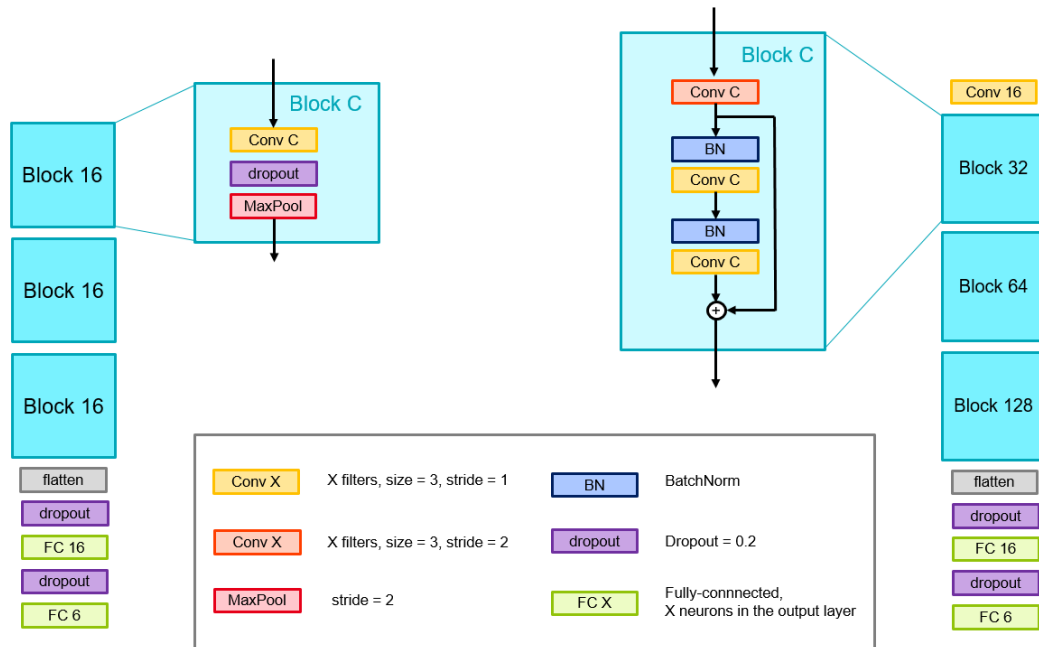 Block 16
Block 16
Block 16
flatten
dropout
FC 16
dropout
FC 6
Block C
Conv C
dropout
MaxPool
Block C
Conv C
BN
Conv C
BN
Conv C
+
Conv 16
Block 32
Block 64
Block 128
flatten
dropout
FC 16
dropout
FC 6
Conv X
X filters, size = 3, stride = 1
Conv X
X filters, size = 3, stride = 2
MaxPool
stride = 2
BN
BatchNorm
dropout
Dropout = 0.2
FC X
Fully-connnected,
X neurons in the output layer